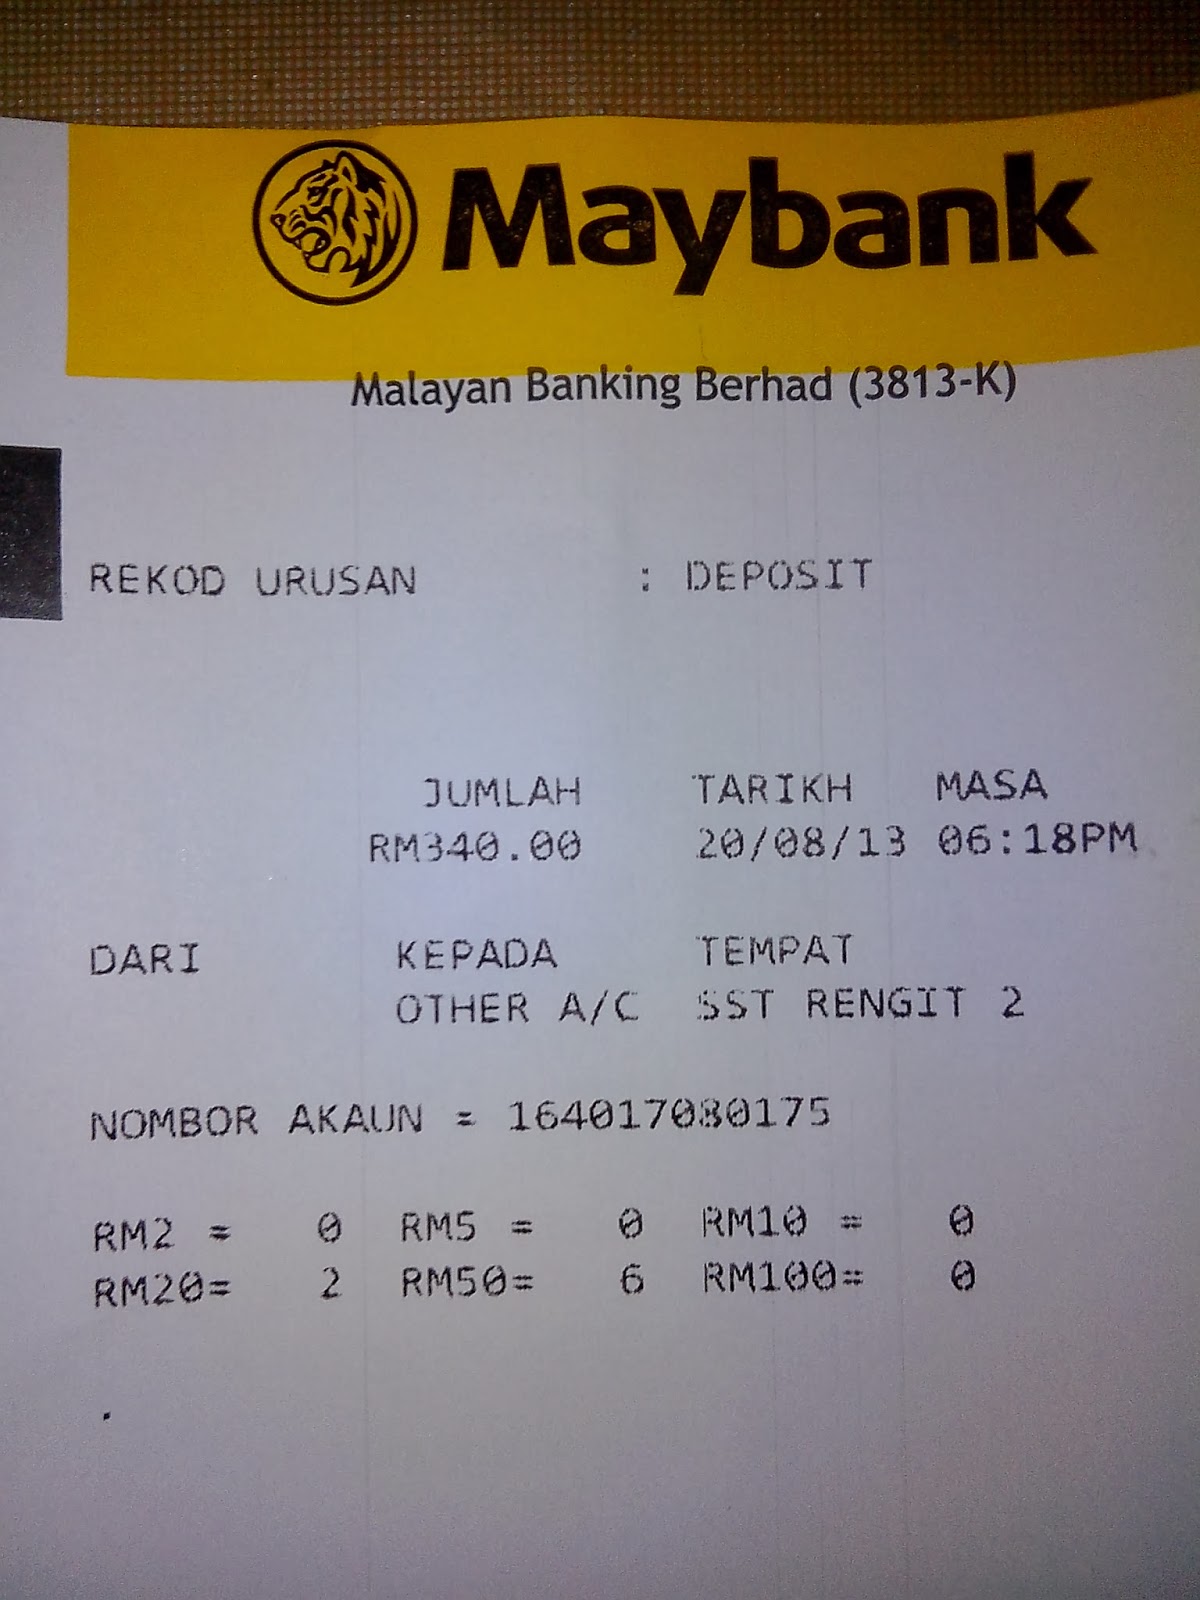 Maybank
Malayan Banking Berhad (3813-K)
REKOD URUSAN : DEPOSIT
JUMLAH TARIKH MASA
RM340.00 20/08/13 06:18PM
DARI KEPADA TEMPAT
OTHER A/C SST RENGIT 2
NOMBOR AKAUN = 164017080175
RM2 = 0 RM5 = 0 RM10 = 0
RM20= 2 RM50= 6 RM100= 0